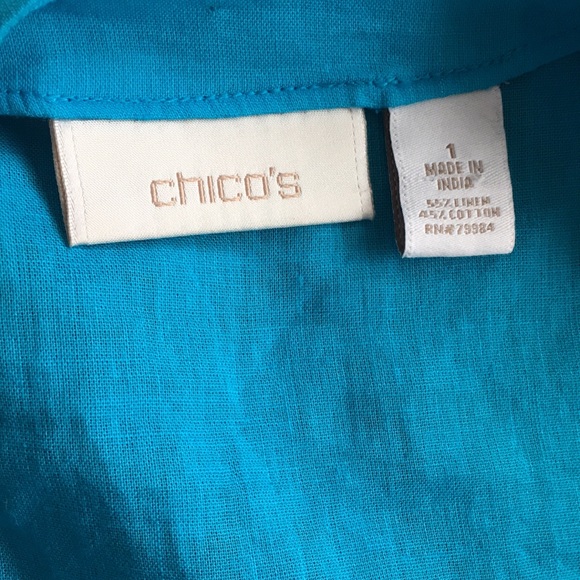 chico's
1
MADE IN
INDIA
55% LINEN
45% COTTON
RN# 79984